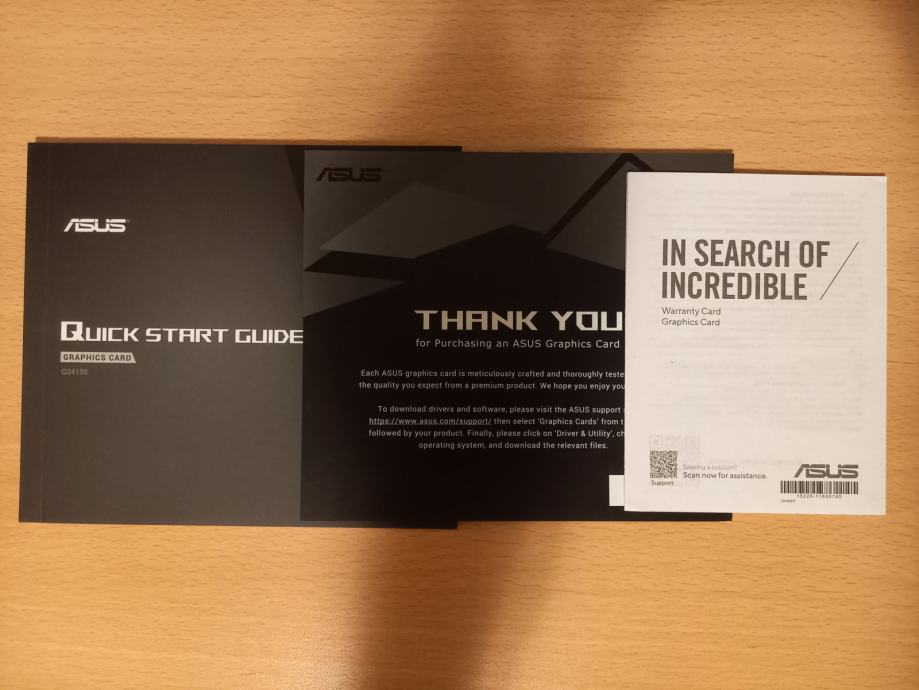 ASUS
QUICK START GUIDE
GRAPHICS CARD
Q24155
ASUS
THANK YOU
for Purchasing an ASUS Graphics Card
Each ASUS graphics card is meticulously crafted and thoroughly teste
the quality you expect from a premium product. We hope you enjoy you
To download drivers and software, please visit the ASUS support
https://www.asus.com/support/ then select 'Graphics Cards' from t
followed by your product. Finally, please click on 'Driver & Utility', ch
operating system, and download the relevant files.
IN SEARCH OF
INCREDIBLE
Warranty Card
Graphics Card
Seeking a solution?
Scan now for assistance.
Support
ASUS